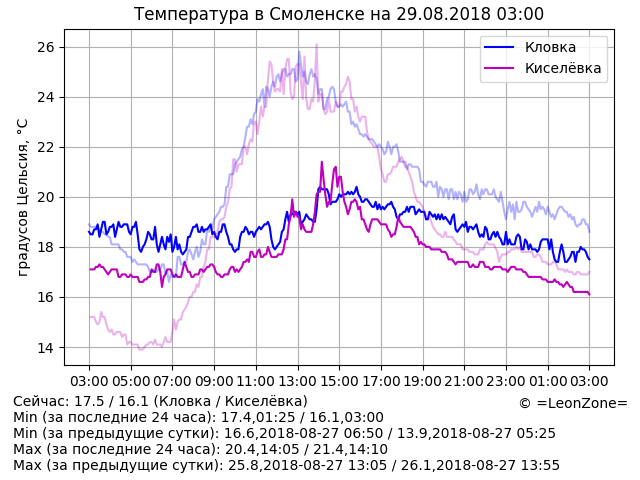 Температура в Смоленске на 29.08.2018 03:00
Кловка
Киселёвка
градусов Цельсия, °C
26
24
22
20
18
16
14
03:00 05:00 07:00 09:00 11:00 13:00 15:00 17:00 19:00 21:00 23:00 01:00 03:00
Сейчас: 17.5 / 16.1 (Кловка / Киселёвка)
© =LeonZone=
Min (за последние 24 часа): 17.4,01:25 / 16.1,03:00
Min (за предыдущие сутки): 16.6,2018-08-27 06:50 / 13.9,2018-08-27 05:25
Max (за последние 24 часа): 20.4,14:05 / 21.4,14:10
Max (за предыдущие сутки): 25.8,2018-08-27 13:05 / 26.1,2018-08-27 13:55